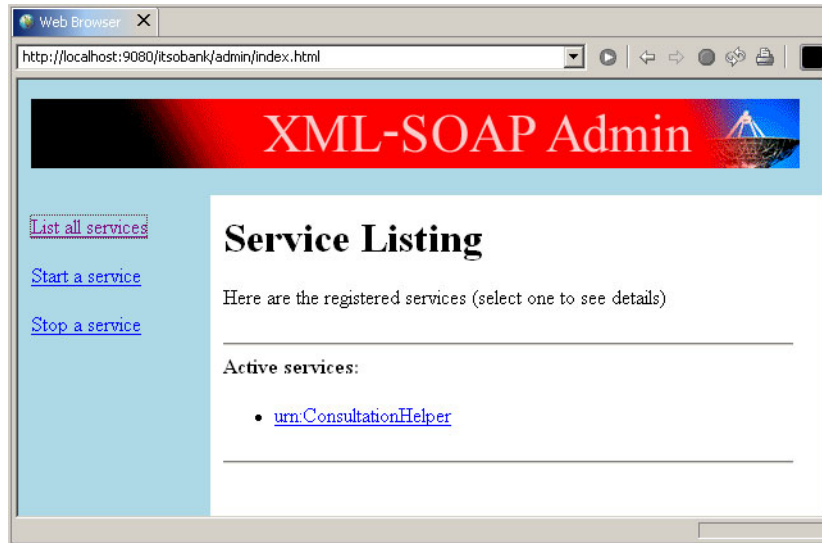 Web Browser
http://localhost:9080/itsobank/admin/index.html
XML-SOAP Admin
List all services
Start a service
Stop a service
Service Listing
Here are the registered services (select one to see details)
Active services:
urn:ConsultationHelper